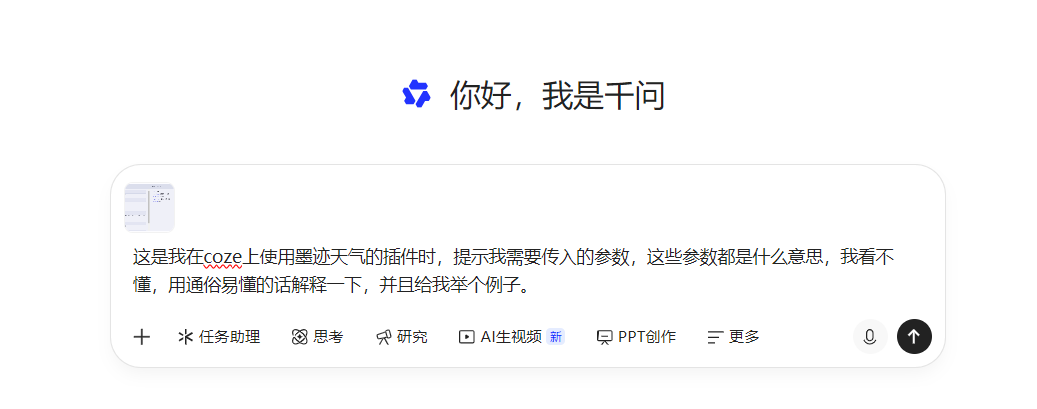 你好，我是千问
这是我在coze上使用墨迹天气的插件时，提示我需要传入的参数，这些参数都是什么意思，我看不
懂，用通俗易懂的话解释一下，并且给我举个例子。
任务助理 思考 研究 AI生视频 新 PPT创作 更多